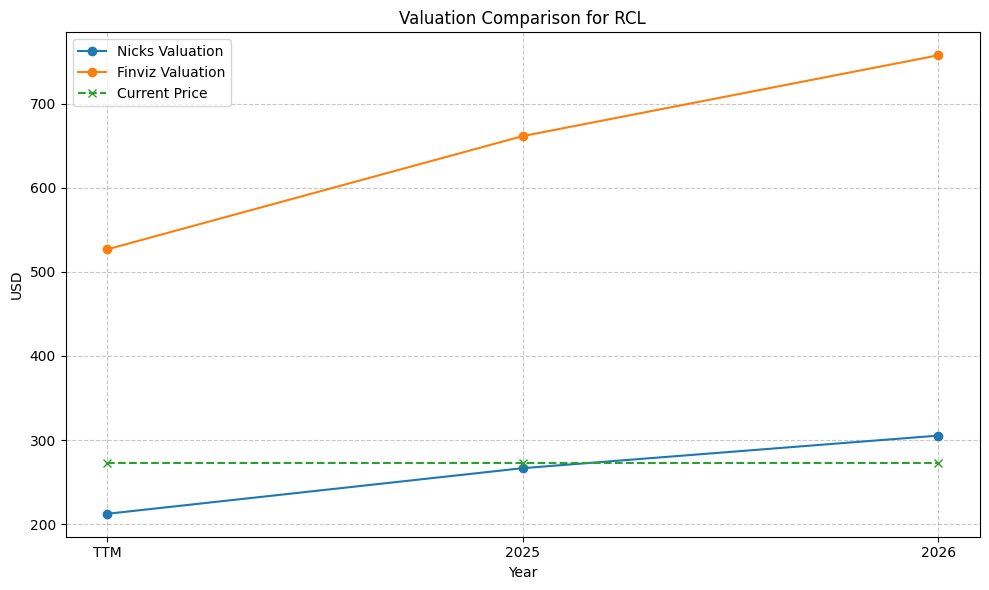 Valuation Comparison for RCL
Nicks Valuation
Finviz Valuation
Current Price
700
600
500
400
300
200
USD
TTM
2025
2026
Year